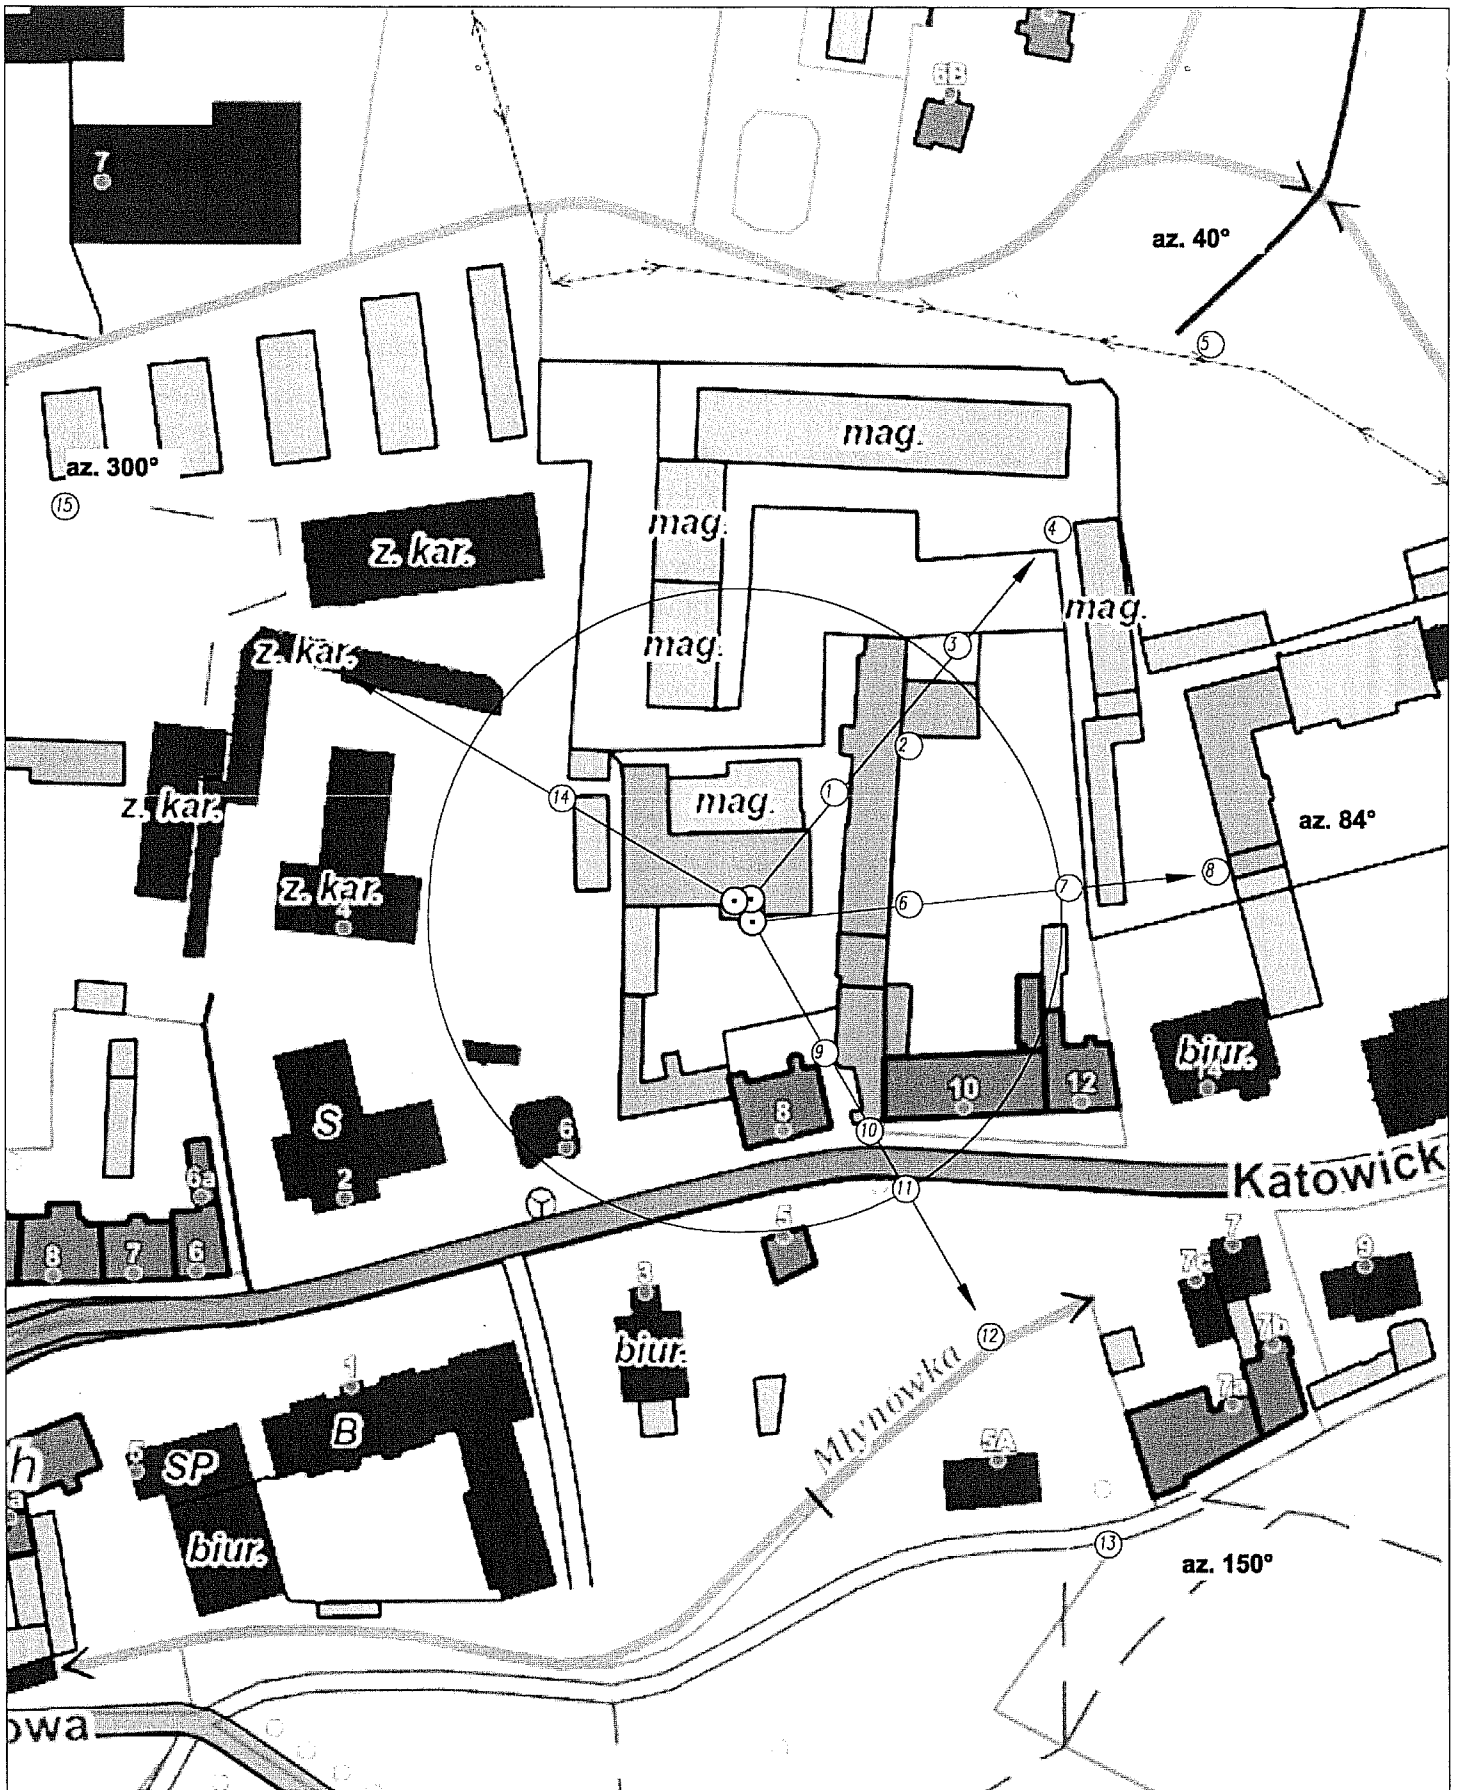 6B
7
az. 40°
5
mag.
az. 300°
15
mag.
4
z. kar.
mag.
z. kar.
mag.
3
2
z. kar.
14
mag.
1
az. 84°
z. kar.
4
8
7
6
9
biur.
14
10
12
S
8
6
10
Katowick
2
11
6a
5
7
8
7
6
3
9
7c
biur.
12
7b
1
Młynówka
7a
B
5A
h
5
SP
a
biur.
13
az. 150°
owa